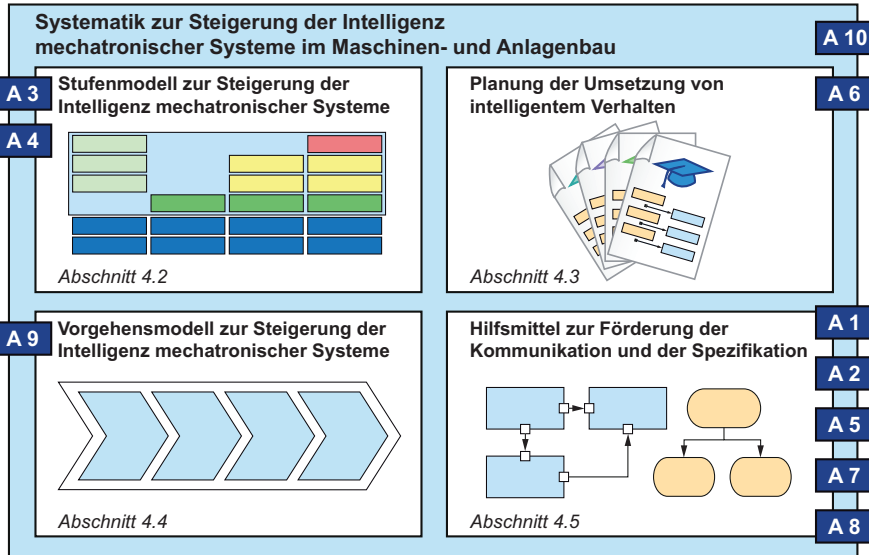 Systematik zur Steigerung der Intelligenz
mechatronischer Systeme im Maschinen- und Anlagenbau
A 10
A 3
A 4
Stufenmodell zur Steigerung der
Intelligenz mechatronischer Systeme
Abschnitt 4.2
Planung der Umsetzung von
intelligentem Verhalten
A 6
Abschnitt 4.3
A 9
Vorgehensmodell zur Steigerung der
Intelligenz mechatronischer Systeme
Abschnitt 4.4
Hilfsmittel zur Förderung der
Kommunikation und der Spezifikation
A 1
A 2
A 5
A 7
A 8
Abschnitt 4.5